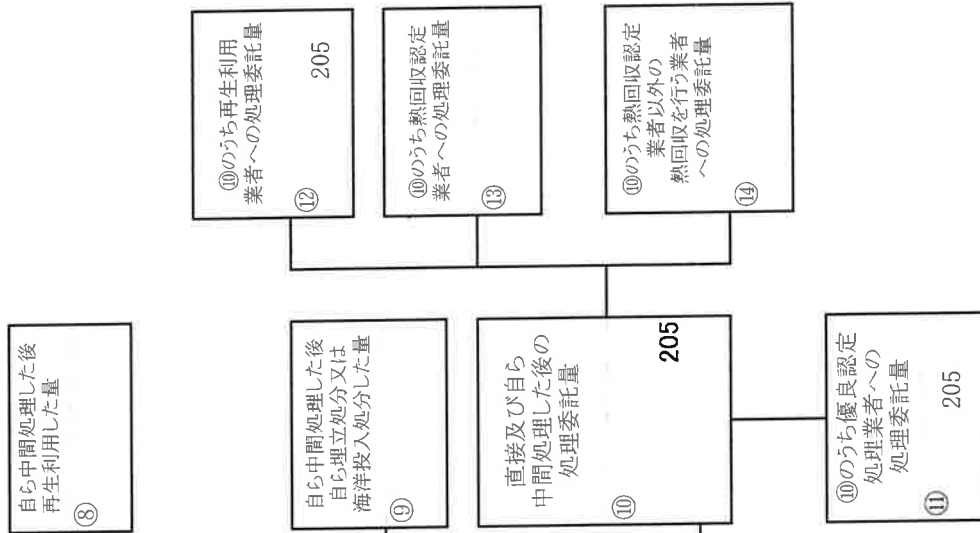 自ら中間処理した後
再生利用した量
⑧
自ら中間処理した後
自ら埋立処分又は
海洋投入処分した量
⑨
直接及び自ら
中間処理した後の
処理委託量
⑩
205
⑩のうち優良認定
処理業者への
処理委託量
⑪
205
⑩のうち再生利用
業者への処理委託量
⑫
205
⑩のうち熱回収認定
業者への処理委託量
⑬
⑩のうち熱回収認定
業者以外の
熱回収を行う業者
への処理委託量
⑭